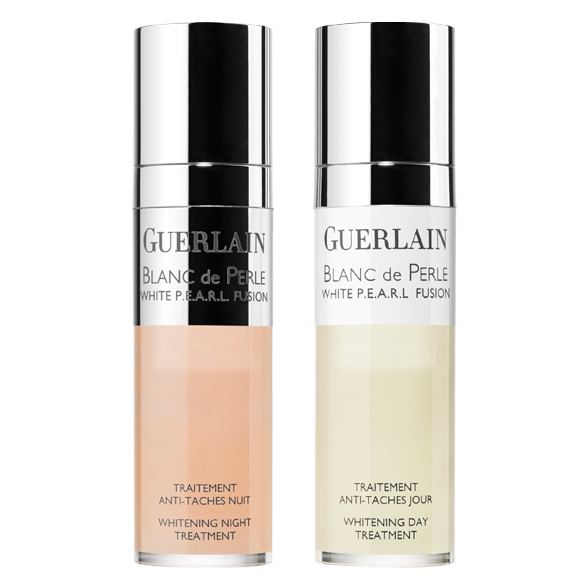 GUERLAIN
BLANC de PERLE
WHITE P.E.A.R.L. FUSION
TRAITEMENT
ANTI-TACHES NUIT
WHITENING NIGHT
TREATMENT
GUERLAIN
BLANC de PERLE
WHITE P.E.A.R.L FUSION
TRAITEMENT
ANTI-TACHES JOUR
WHITENING DAY
TREATMENT